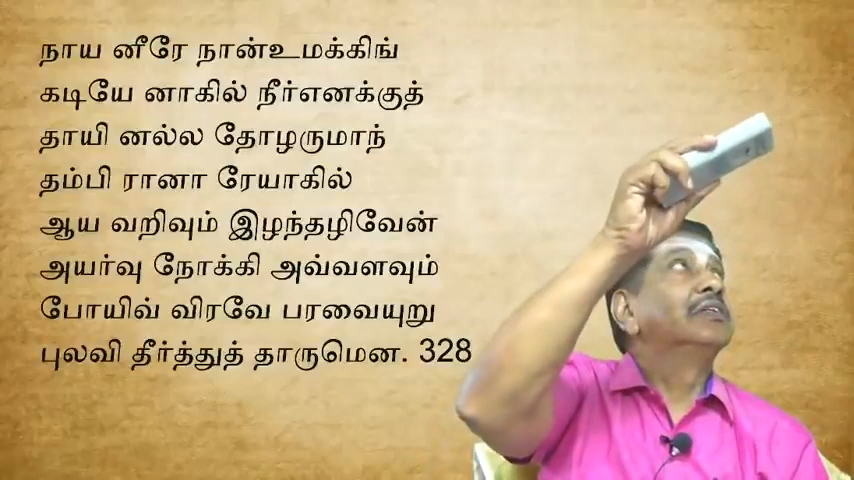 நாய னீரே நான்உமக்கிங்
கடியே னாகில் நீர்எனக்குத்
தாயி னல்ல தோழருமாந்
தம்பி ரானா ரேயாகில்
ஆய வறிவும் இழந்தழிவேன்
அயர்வு நோக்கி அவ்வளவும்
போயிவ் விரவே பரவையுறு
புலவி தீர்த்துத் தாருமென. 328